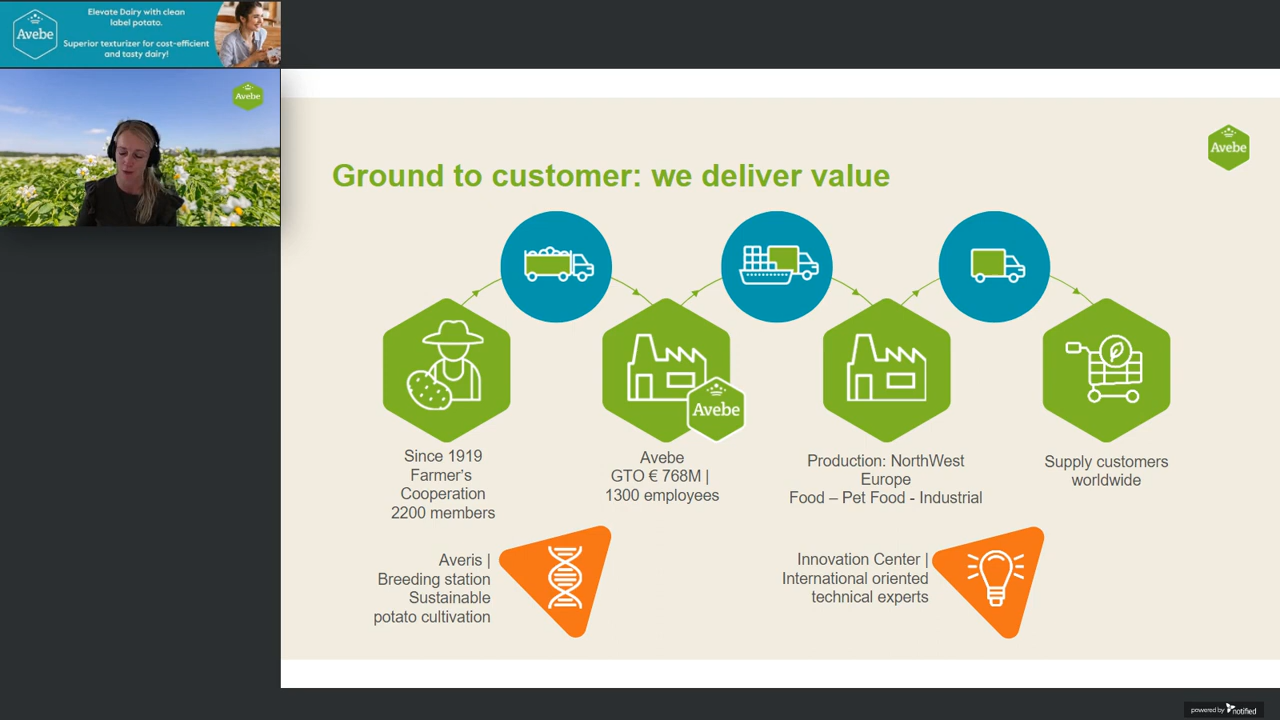 Elevate Dairy with clean
label potato.
Avebe
Superior texturizer for cost-efficient
and tasty dairy!
Avebe
Avebe
Ground to customer: we deliver value
Avebe
Since 1919
Farmer's
Cooperation
2200 members
Avebe
GTO € 768M |
1300 employees
Production: NorthWest
Europe
Food – Pet Food - Industrial
Supply customers
worldwide
Averis |
Breeding station
Sustainable
potato cultivation
Innovation Center |
International oriented
technical experts
powered by notified